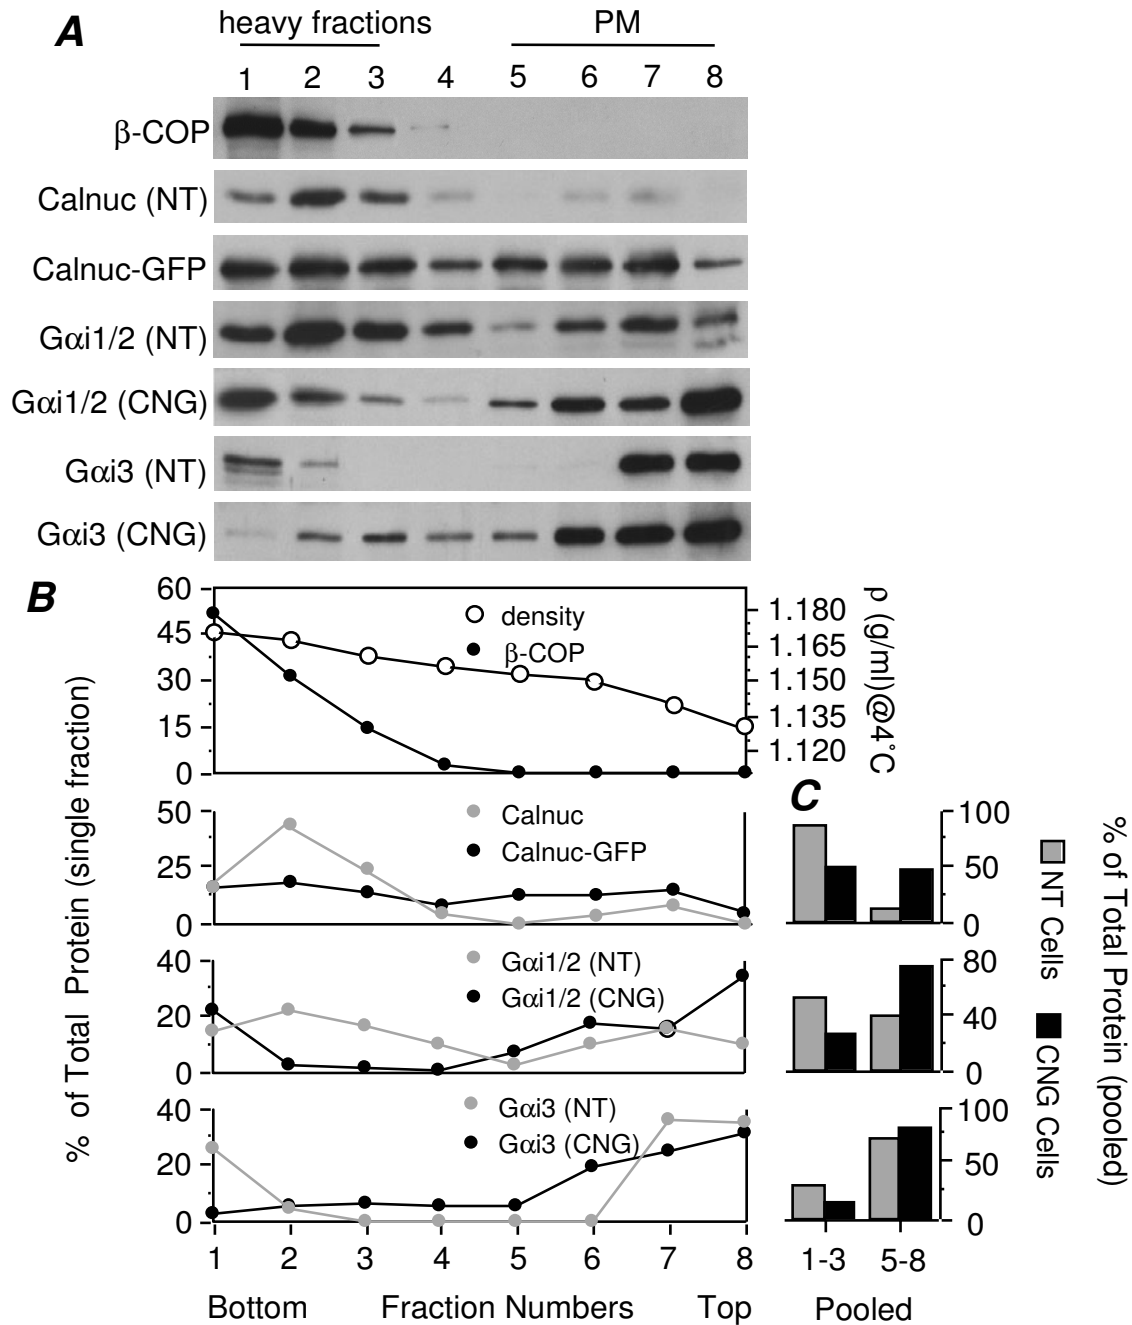 A
heavy fractions
PM
1 2 3 4 5 6 7 8
β-COP
Calnuc (NT)
Calnuc-GFP
Gαi1/2 (NT)
Gαi1/2 (CNG)
Gαi3 (NT)
Gαi3 (CNG)
B
% of Total Protein (single fraction)
60
45
30
15
0
density
β-COP
1.180
1.165
1.150
1.135
1.120
ρ (g/ml)@4°C
50
25
0
Calnuc
Calnuc-GFP
40
20
0
Gαi1/2 (NT)
Gαi1/2 (CNG)
40
20
0
Gαi3 (NT)
Gαi3 (CNG)
1 2 3 4 5 6 7 8
Bottom Fraction Numbers Top
C
100
50
0
80
40
0
100
50
0
1-3 5-8
Pooled
NT Cells
CNG Cells
% of Total Protein (pooled)